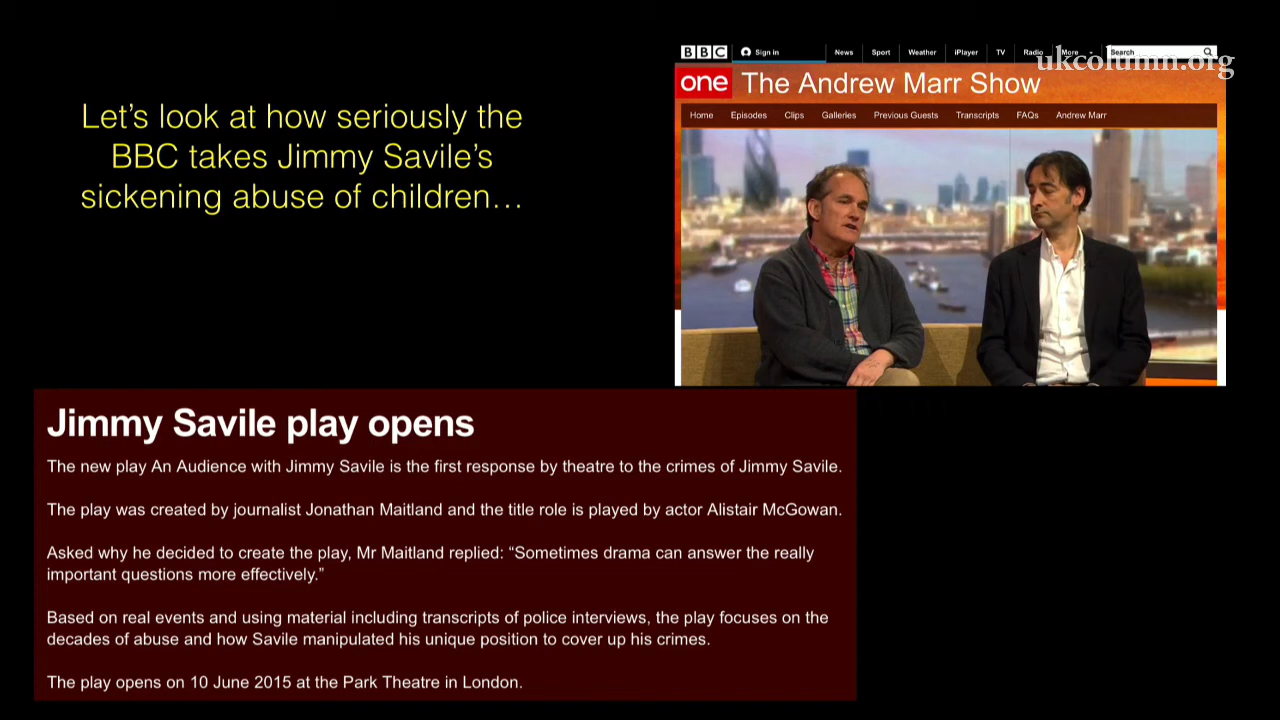 Let’s look at how seriously the
BBC takes Jimmy Savile’s
sickening abuse of children…
BBC Sign in News Sport Weather iPlayer TV Radio More Search
ukcolumn.org
one The Andrew Marr Show
Home Episodes Clips Galleries Previous Guests Transcripts FAQs Andrew Marr
Jimmy Savile play opens
The new play An Audience with Jimmy Savile is the first response by theatre to the crimes of Jimmy Savile.
The play was created by journalist Jonathan Maitland and the title role is played by actor Alistair McGowan.
Asked why he decided to create the play, Mr Maitland replied: “Sometimes drama can answer the really
important questions more effectively.”
Based on real events and using material including transcripts of police interviews, the play focuses on the
decades of abuse and how Savile manipulated his unique position to cover up his crimes.
The play opens on 10 June 2015 at the Park Theatre in London.